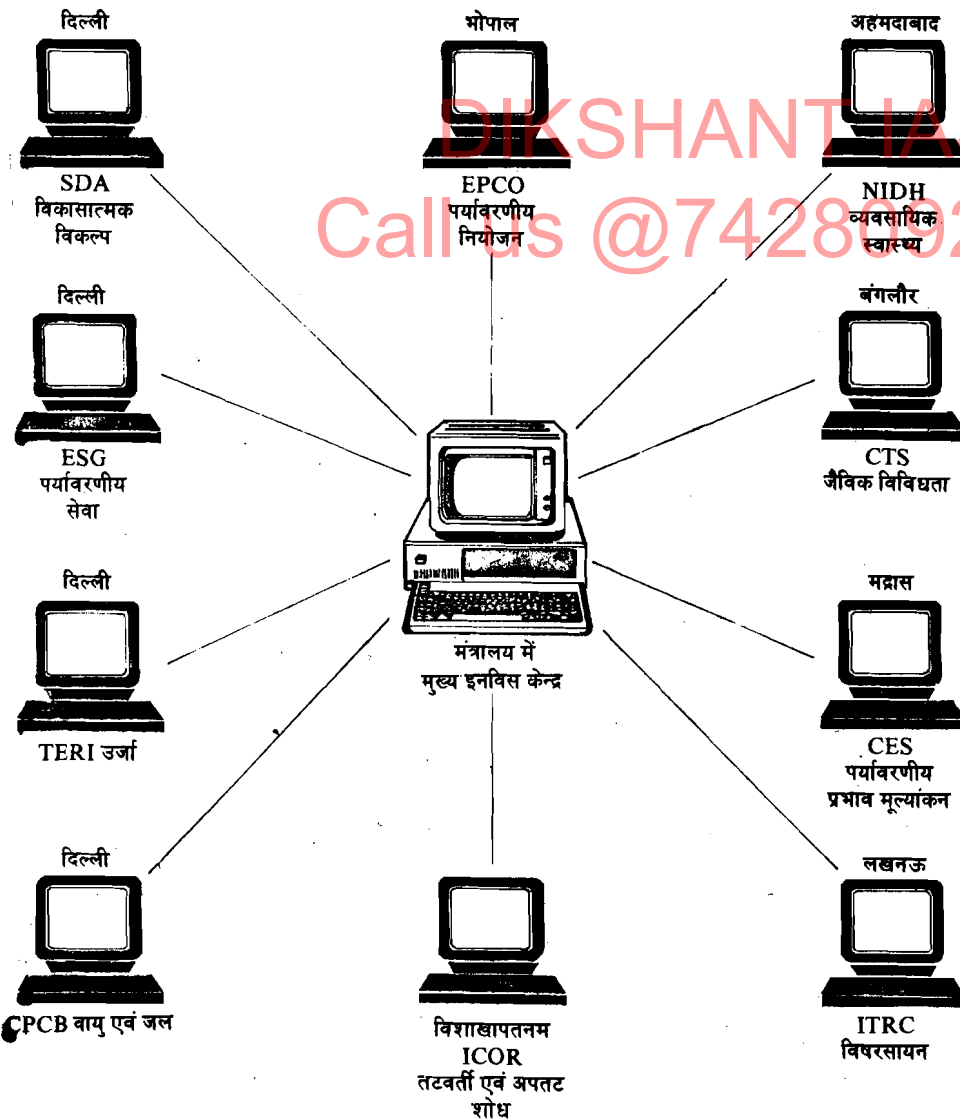 दिल्ली
भोपाल
अहमदाबाद
DIKSHANT IA
SDA
विकासात्मक
विकल्प
EPCO
पर्यावरणीय
नियोजन
NIDH
व्यवसायिक
स्वास्थ्य
Call us @7428092
दिल्ली
बंगलौर
ESG
पर्यावरणीय
सेवा
CTS
जैविक विविधता
दिल्ली
मद्रास
मंत्रालय में
मुख्य इनविस केन्द्र
TERI उर्जा
CES
पर्यावरणीय
प्रभाव मूल्यांकन
दिल्ली
लखनऊ
CPCB वायु एवं जल
विशाखापतनम
ICOR
तटवर्ती एवं अपतट
शोध
ITRC
विषरसायन